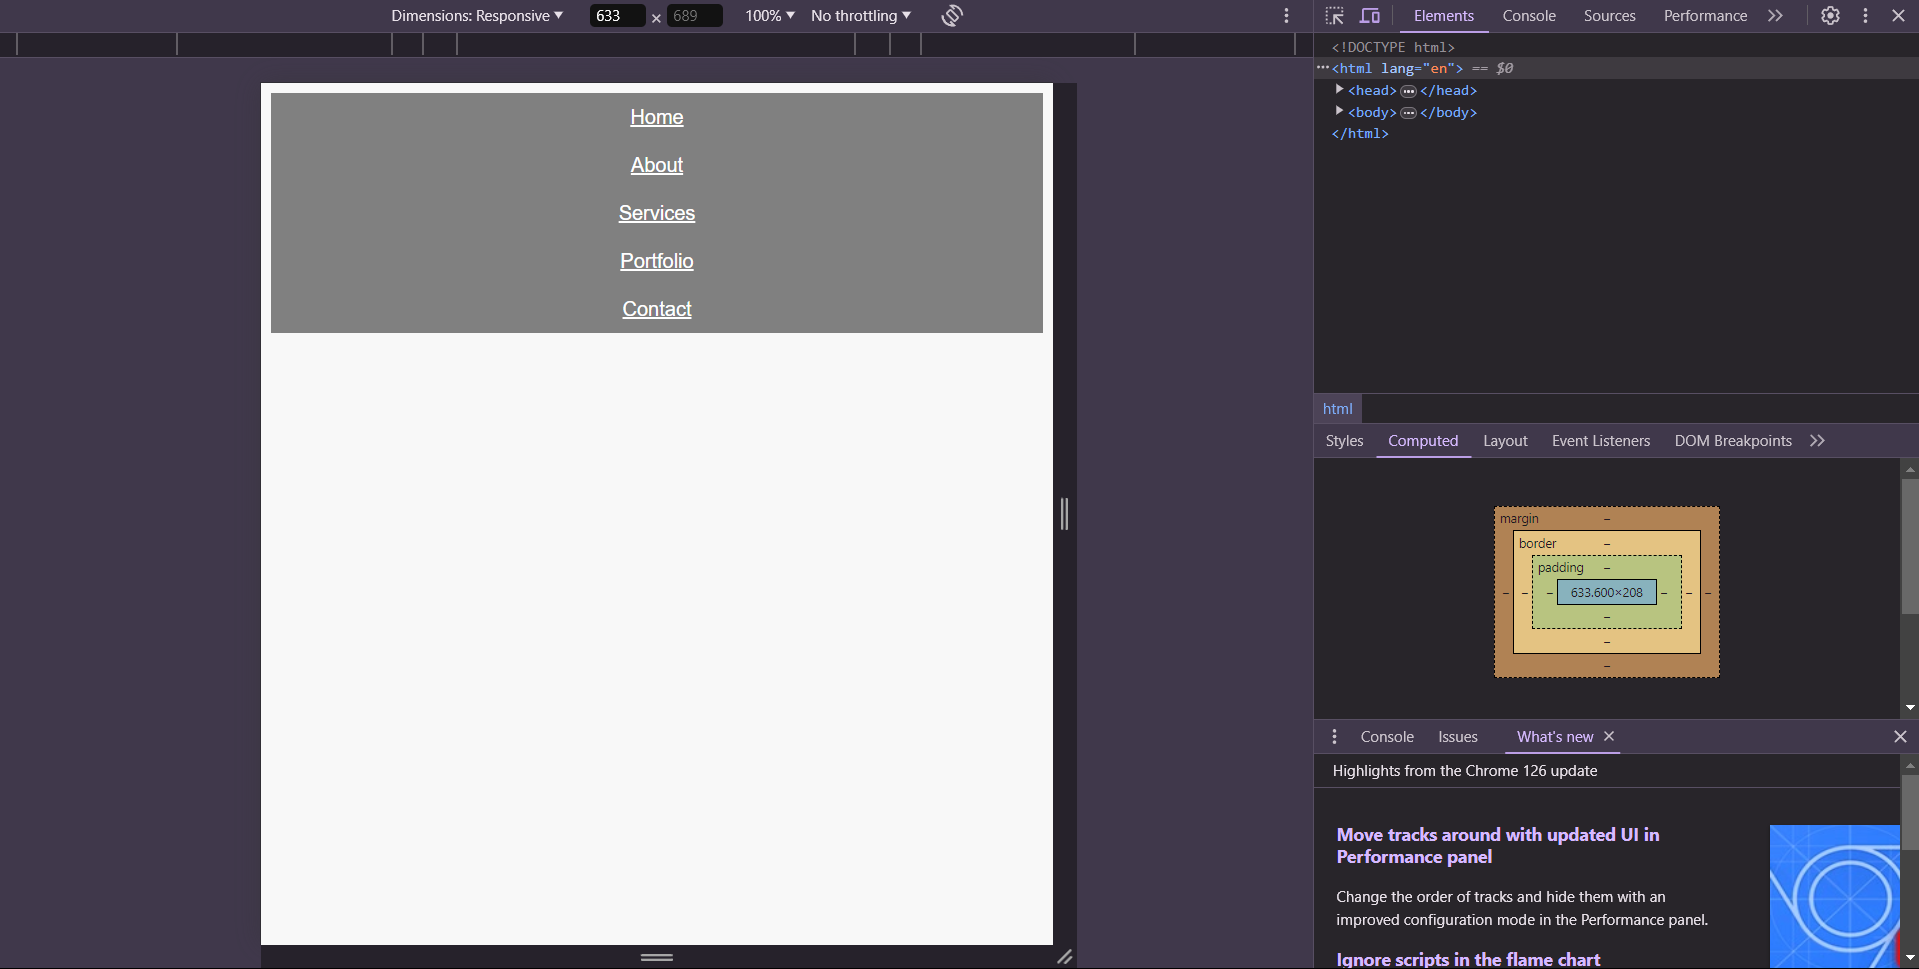 Dimensions: Responsive ▼ 633 × 689 100% ▼ No throttling ▼
Home
About
Services
Portfolio
Contact
Elements Console Sources Performance
<!DOCTYPE html>
<html lang="en"> == $0
<head> ••• </head>
<body> ••• </body>
</html>
html
Styles Computed Layout Event Listeners DOM Breakpoints
margin –
border –
padding –
– – – 633.600×208 – – –
–
–
–
Console Issues What's new
Highlights from the Chrome 126 update
Move tracks around with updated UI in
Performance panel
Change the order of tracks and hide them with an
improved configuration mode in the Performance panel.
Ignore scripts in the flame chart